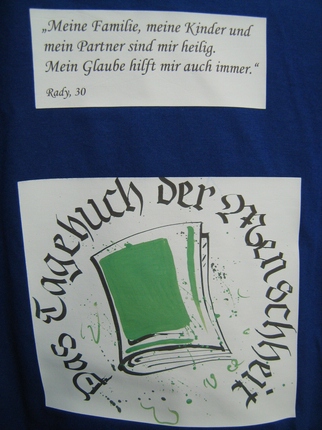 „Meine Familie, meine Kinder und
mein Partner sind mir heilig.
Mein Glaube hilft mir auch immer.“
Rady, 30
Das Tagebuch der Menschheit